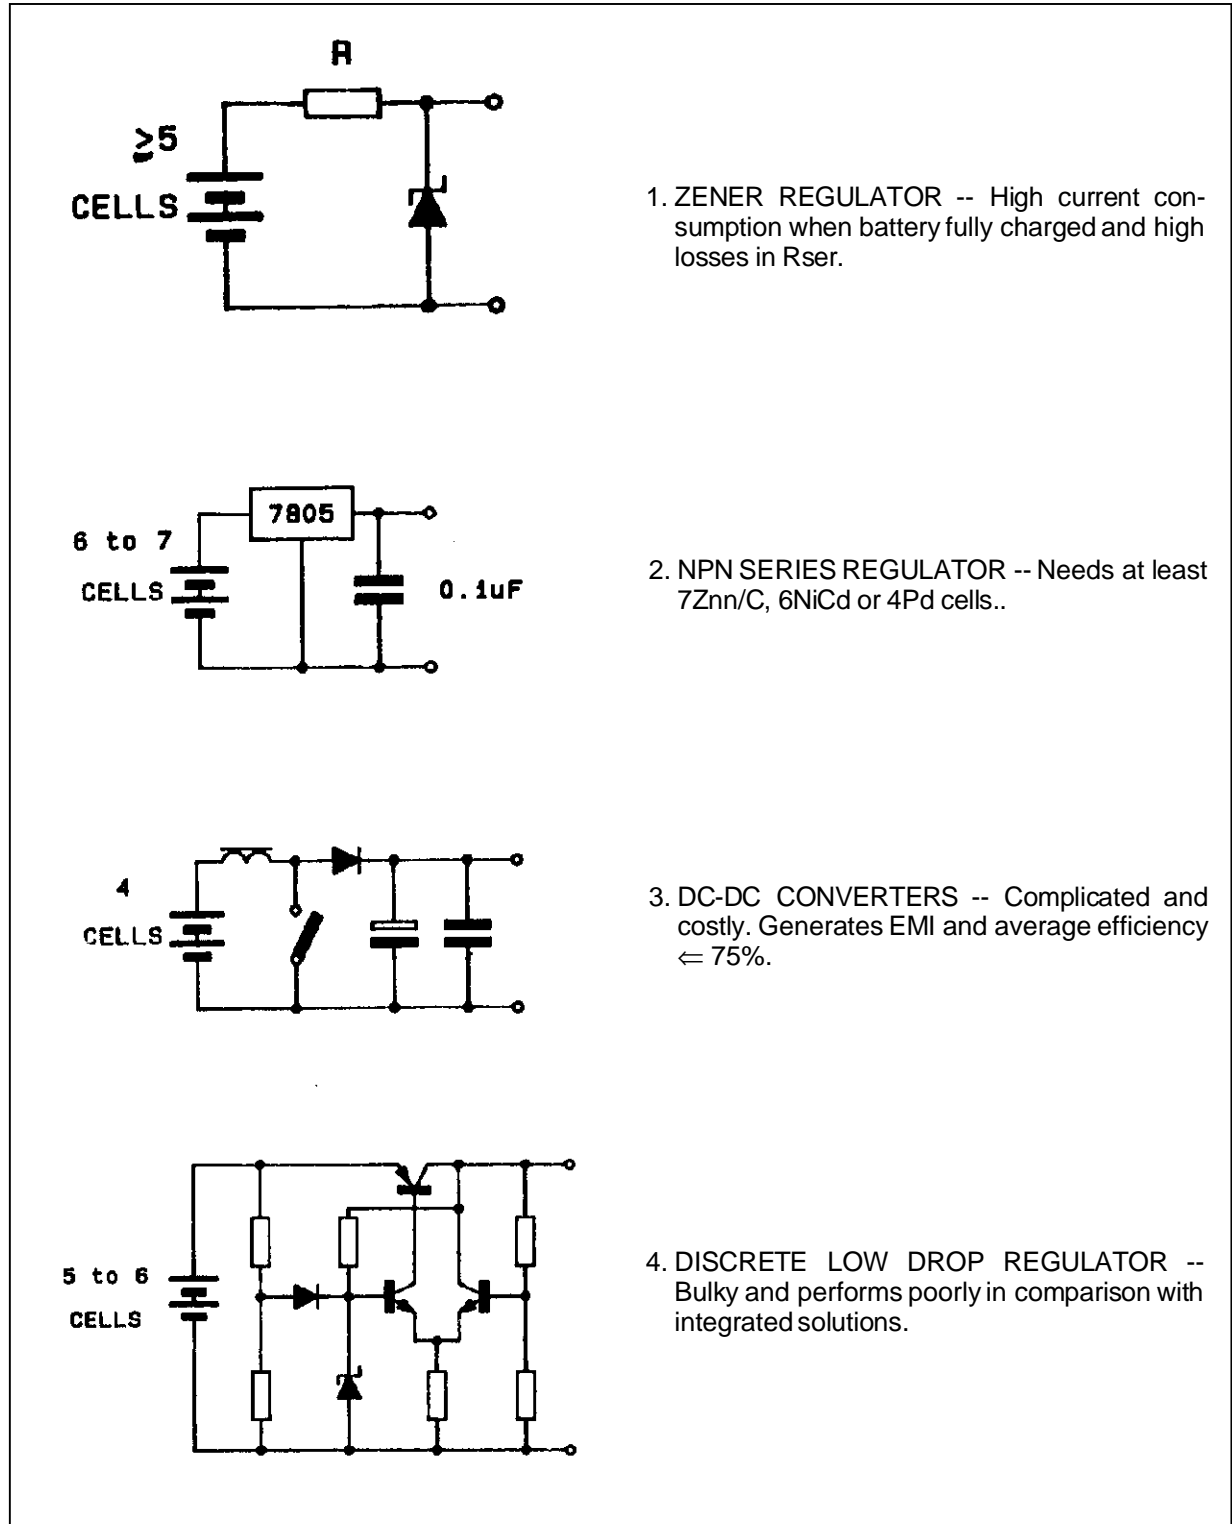 R
≥5
CELLS
1. ZENER REGULATOR -- High current con-
sumption when battery fully charged and high
losses in Rser.
7805
6 to 7
CELLS
0.1uF
2. NPN SERIES REGULATOR -- Needs at least
7Znn/C, 6NiCd or 4Pd cells..
4
CELLS
3. DC-DC CONVERTERS -- Complicated and
costly. Generates EMI and average efficiency
⇐ 75%.
5 to 6
CELLS
4. DISCRETE LOW DROP REGULATOR --
Bulky and performs poorly in comparison with
integrated solutions.